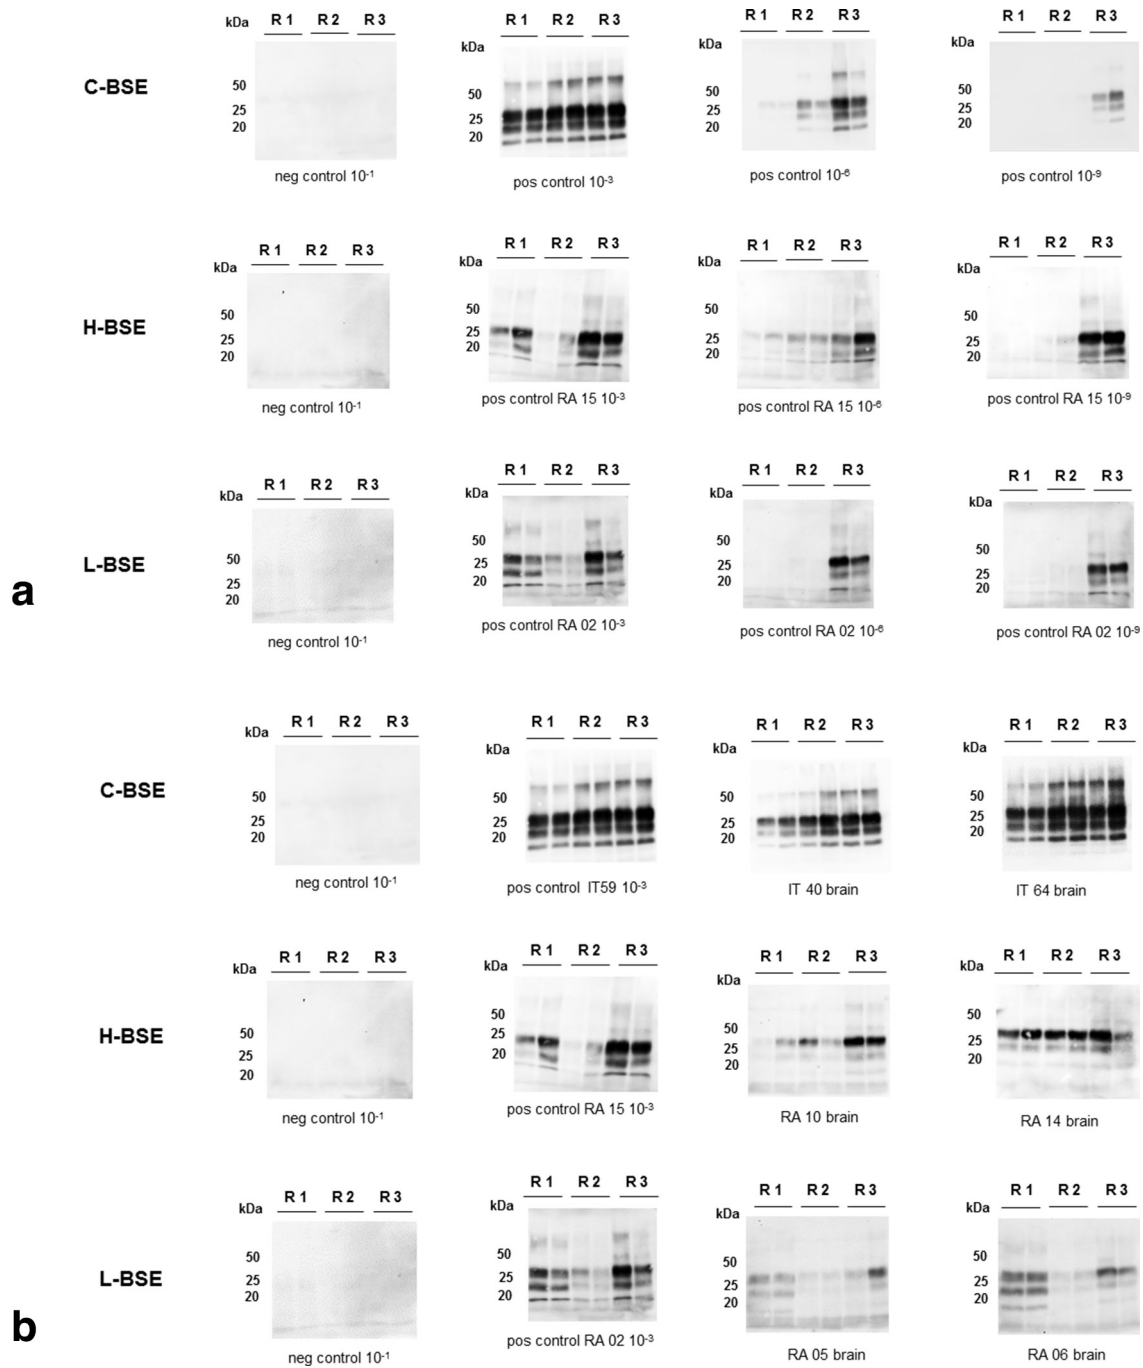 R 1 R 2 R 3
kDa
50
25
20
neg control 10-1
R 1 R 2 R 3
kDa
50
25
20
pos control 10-3
R 1 R 2 R 3
kDa
50
25
20
pos control 10-6
R 1 R 2 R 3
kDa
50
25
20
pos control 10-9
C-BSE
R 1 R 2 R 3
kDa
50
25
20
neg control 10-1
R 1 R 2 R 3
kDa
50
25
20
pos control RA 15 10-3
R 1 R 2 R 3
kDa
50
25
20
pos control RA 15 10-6
R 1 R 2 R 3
kDa
50
25
20
pos control RA 15 10-9
H-BSE
R 1 R 2 R 3
kDa
50
25
20
neg control 10-1
R 1 R 2 R 3
kDa
50
25
20
pos control RA 02 10-3
R 1 R 2 R 3
kDa
50
25
20
pos control RA 02 10-6
R 1 R 2 R 3
kDa
50
25
20
pos control RA 02 10-9
L-BSE
a
R 1 R 2 R 3
kDa
50
25
20
neg control 10-1
R 1 R 2 R 3
kDa
50
25
20
pos control IT59 10-3
R 1 R 2 R 3
kDa
50
25
20
IT 40 brain
R 1 R 2 R 3
kDa
50
25
20
IT 64 brain
C-BSE
R 1 R 2 R 3
kDa
50
25
20
neg control 10-1
R 1 R 2 R 3
kDa
50
25
20
pos control RA 15 10-3
R 1 R 2 R 3
kDa
50
25
20
RA 10 brain
R 1 R 2 R 3
kDa
50
25
20
RA 14 brain
H-BSE
R 1 R 2 R 3
kDa
50
25
20
neg control 10-1
R 1 R 2 R 3
kDa
50
25
20
pos control RA 02 10-3
R 1 R 2 R 3
kDa
50
25
20
RA 05 brain
R 1 R 2 R 3
kDa
50
25
20
RA 06 brain
L-BSE
b